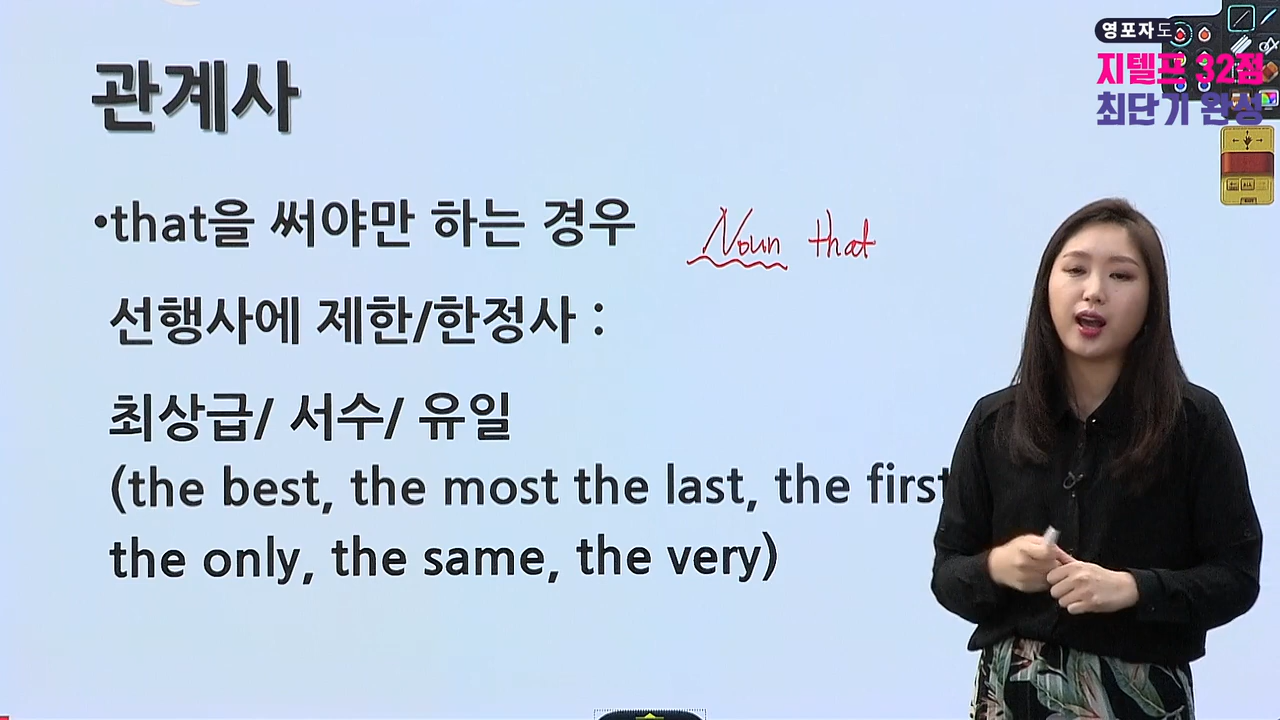 영포자도
지텔프 32점
최단기 완성
관계사
•that을 써야만 하는 경우
Noun that
선행사에 제한/한정사 :
최상급/ 서수/ 유일
(the best, the most the last, the first
the only, the same, the very)